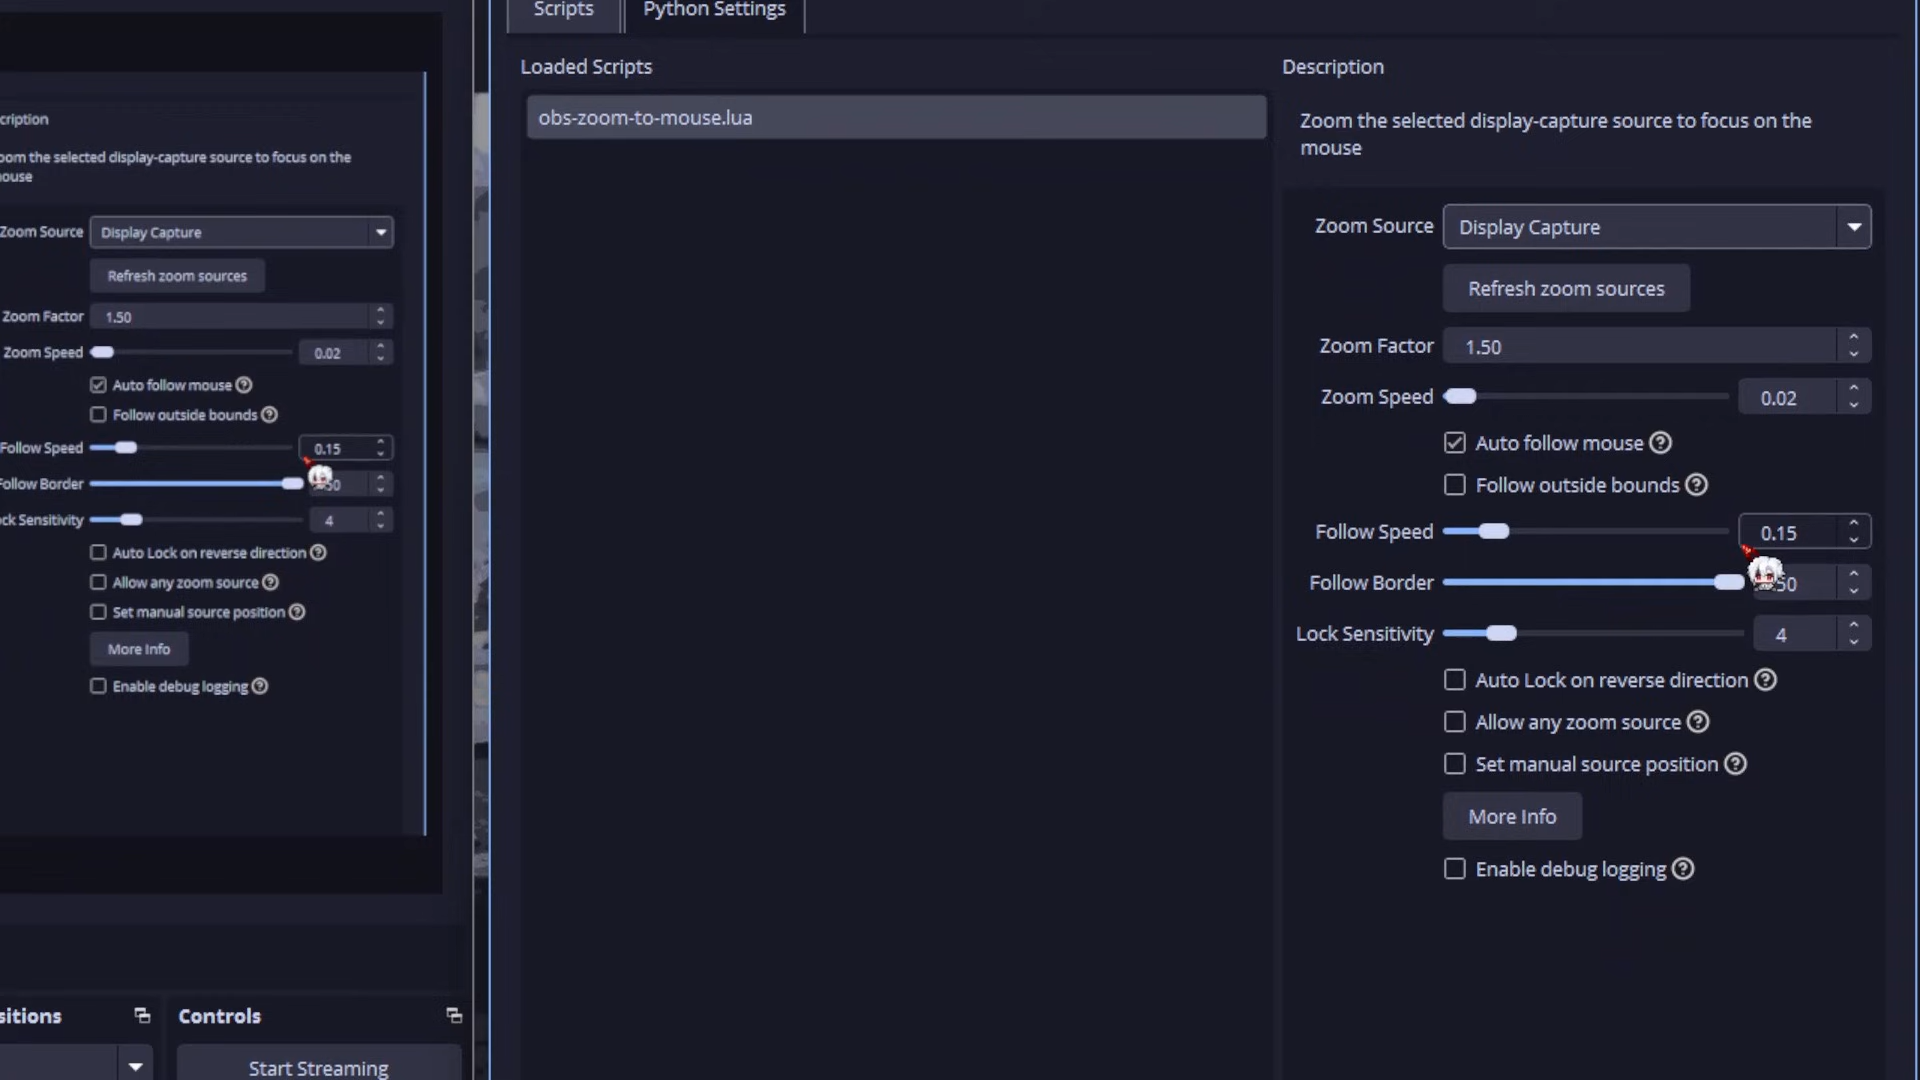 cription
oom the selected display-capture source to focus on the
ouse
Zoom Source Display Capture
Refresh zoom sources
Zoom Factor 1.50
Zoom Speed 0.02
Auto follow mouse
Follow outside bounds
Follow Speed 0.15
Follow Border
ck Sensitivity 4
Auto Lock on reverse direction
Allow any zoom source
Set manual source position
More Info
Enable debug logging
sitions
Controls
Start Streaming
Scripts
Python Settings
Loaded Scripts
obs-zoom-to-mouse.lua
Description
Zoom the selected display-capture source to focus on the
mouse
Zoom Source Display Capture
Refresh zoom sources
Zoom Factor 1.50
Zoom Speed 0.02
Auto follow mouse
Follow outside bounds
Follow Speed 0.15
Follow Border 50
Lock Sensitivity 4
Auto Lock on reverse direction
Allow any zoom source
Set manual source position
More Info
Enable debug logging